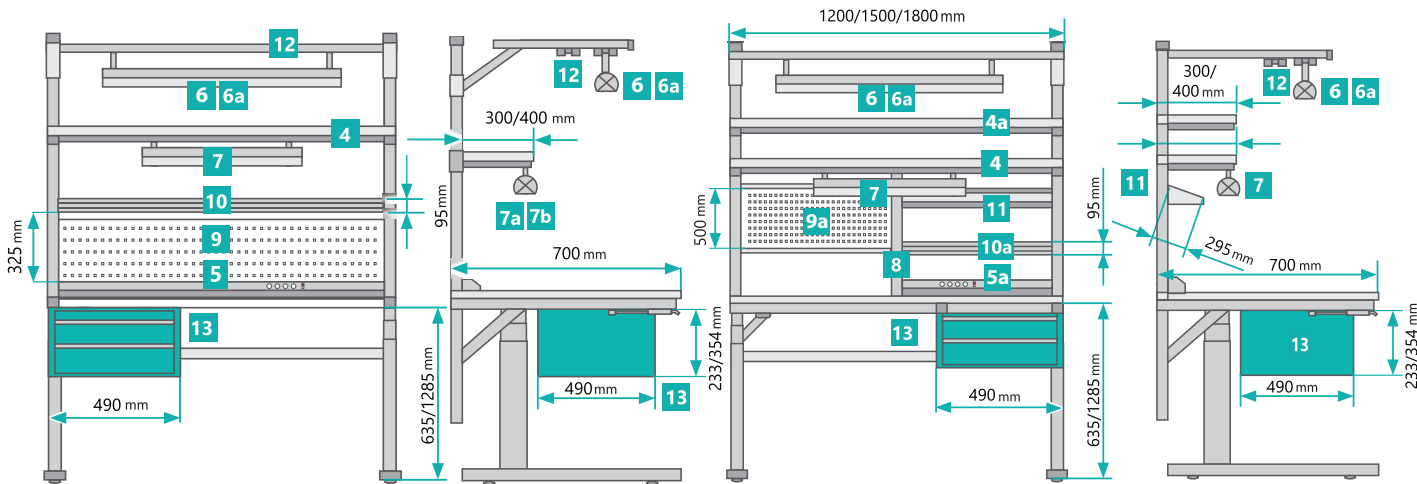 12
6 6a
4
7
10
9
5
325 mm
95 mm
13
490 mm
635/1285 mm
12
6 6a
300/400 mm
7a 7b
700 mm
233/354 mm
490 mm
13
1200/1500/1800 mm
6 6a
4a
4
7
9a
11
500 mm
10a
95 mm
8
5a
13
490 mm
635/1285 mm
12
6 6a
300/
400 mm
11
7
295 mm
700 mm
13
233/354 mm
490 mm